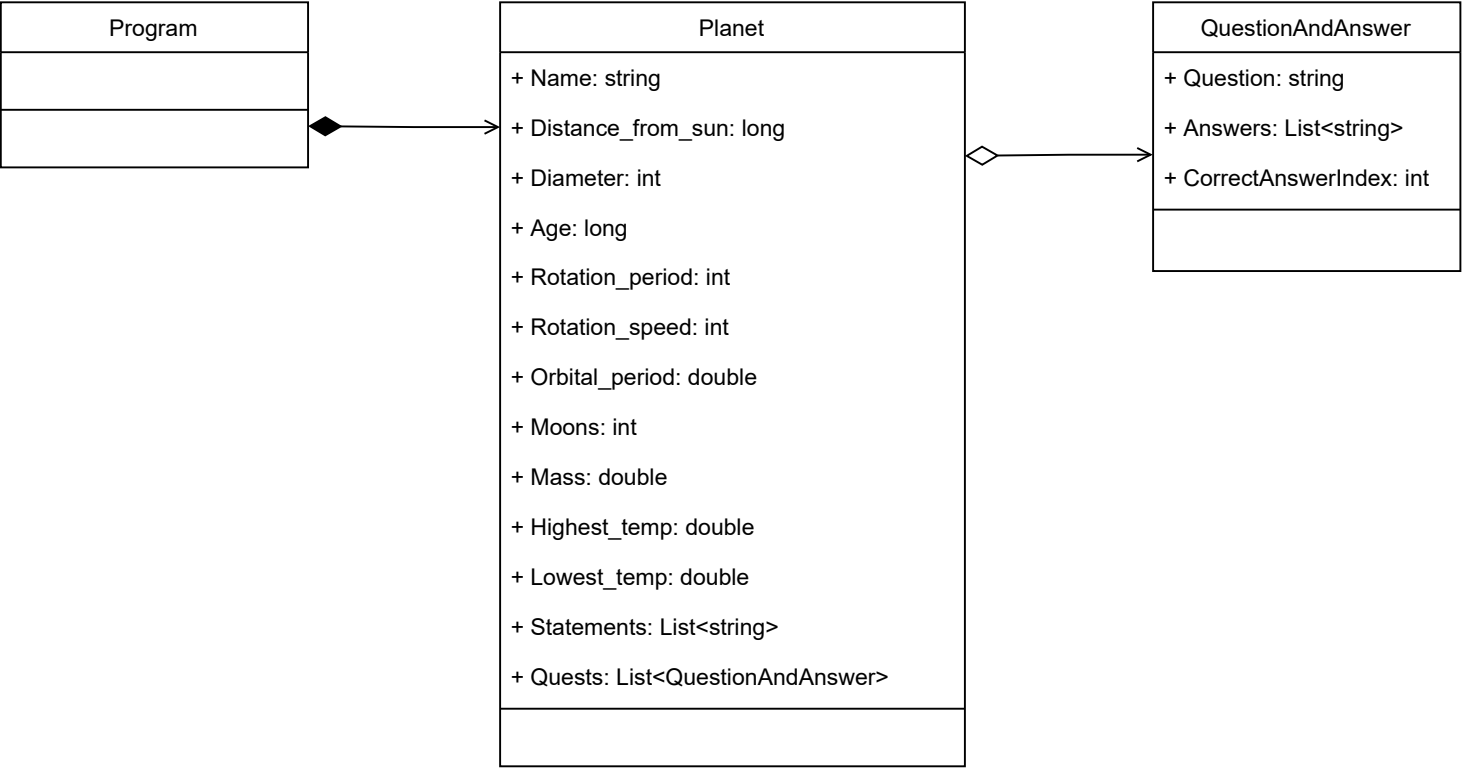 Program
Planet
+ Name: string
+ Distance_from_sun: long
+ Diameter: int
+ Age: long
+ Rotation_period: int
+ Rotation_speed: int
+ Orbital_period: double
+ Moons: int
+ Mass: double
+ Highest_temp: double
+ Lowest_temp: double
+ Statements: List<string>
+ Quests: List<QuestionAndAnswer>
QuestionAndAnswer
+ Question: string
+ Answers: List<string>
+ CorrectAnswerIndex: int